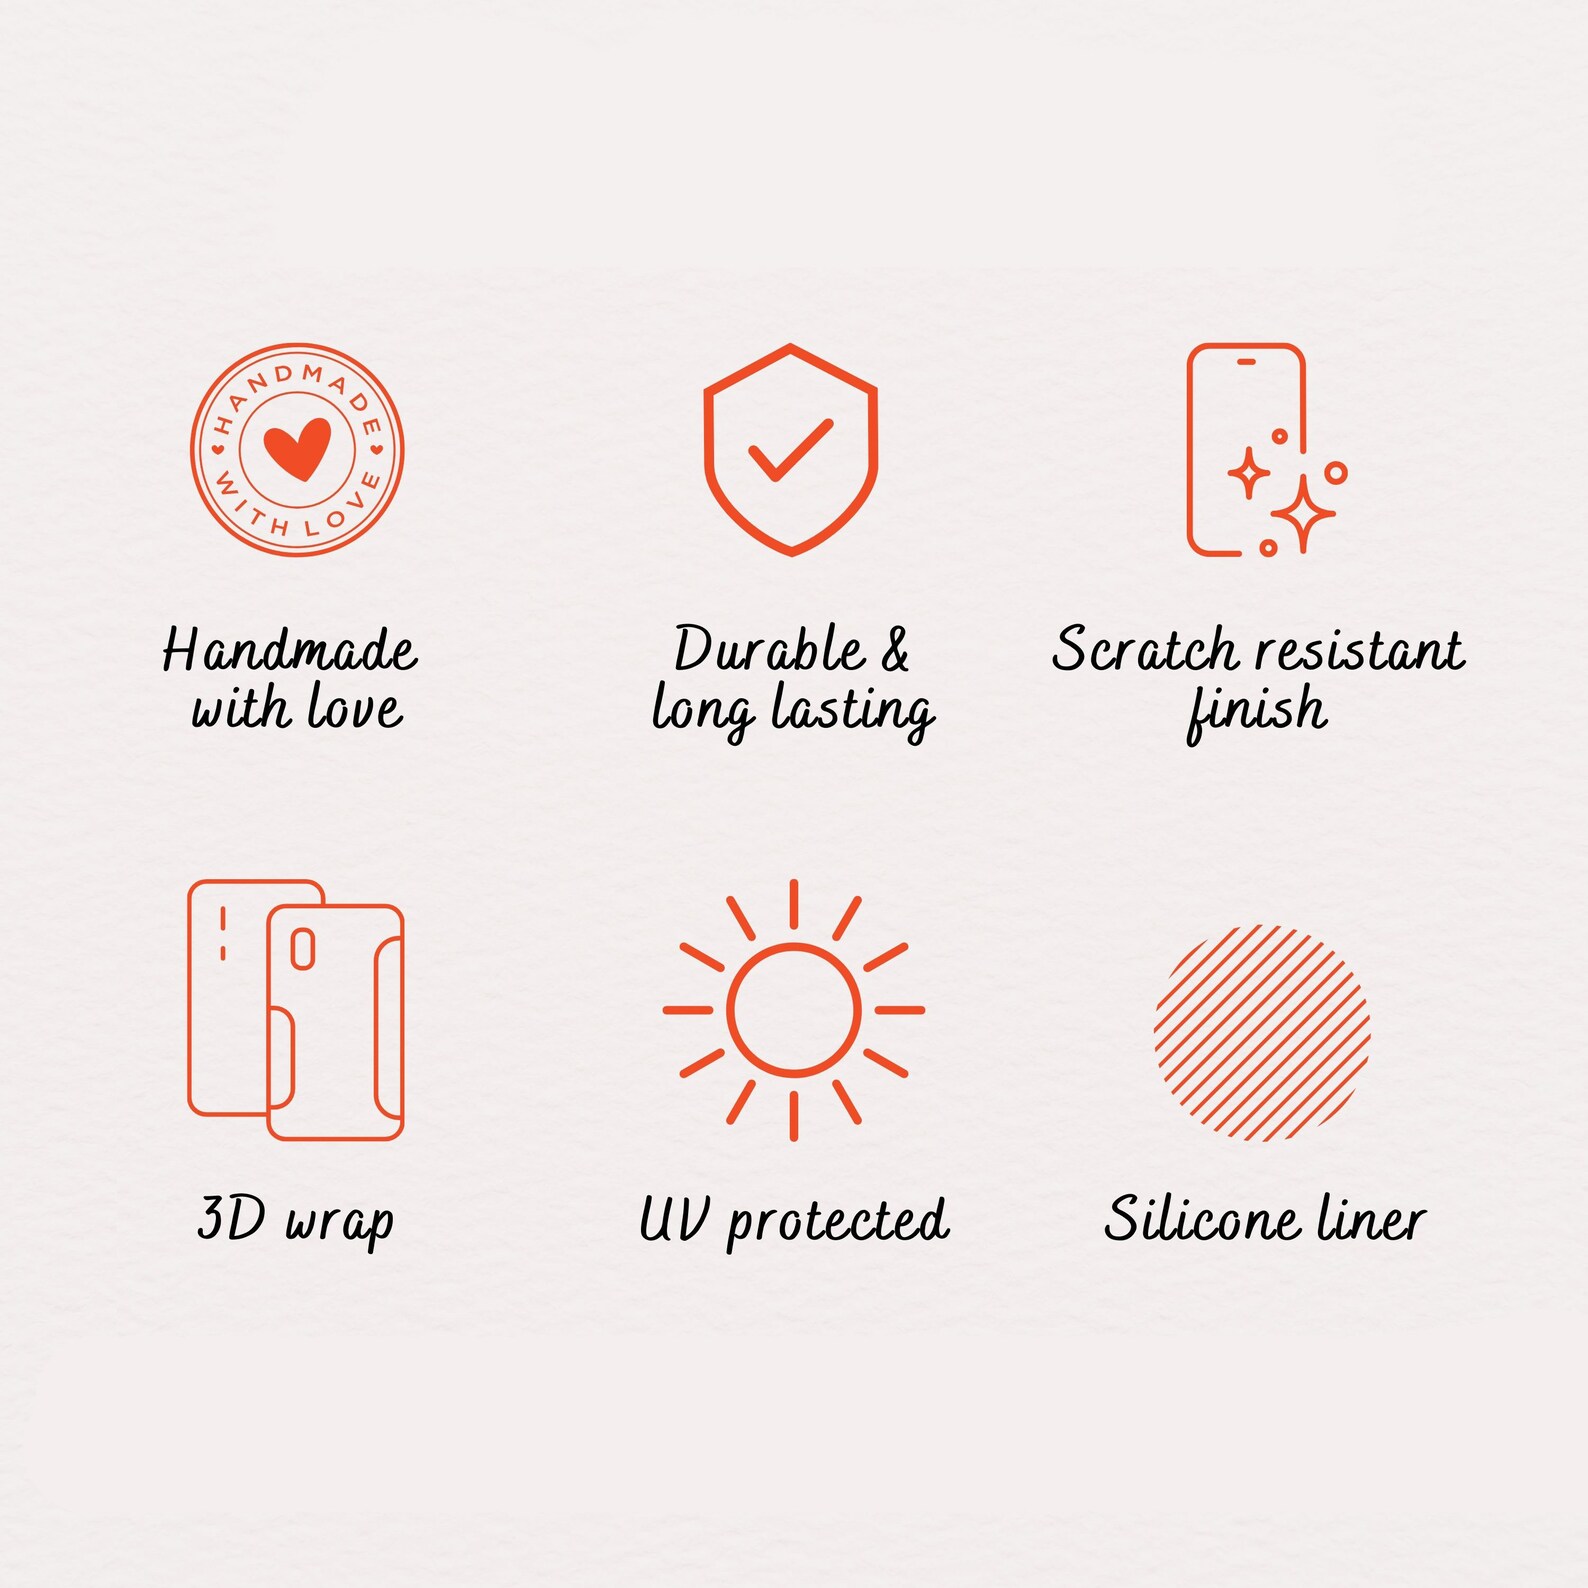 HANDMADE
WITH LOVE
Handmade
with love
Durable &
long lasting
Scratch resistant
finish
3D wrap
UV protected
Silicone liner